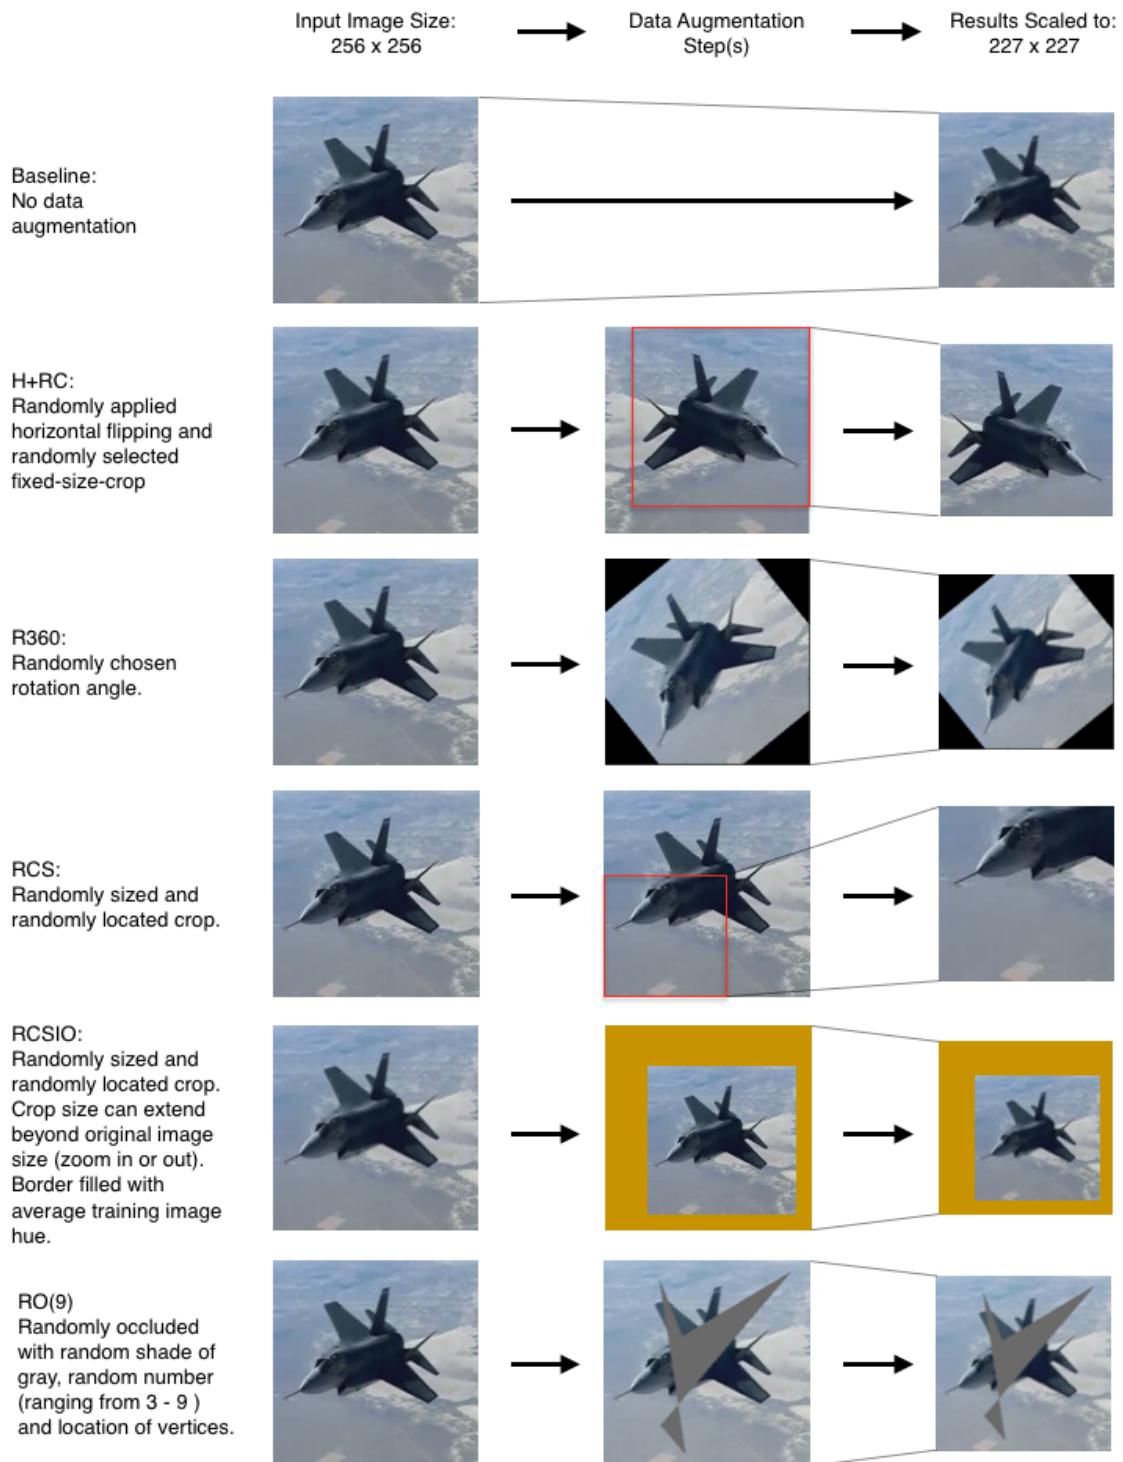 Input Image Size:
256 x 256
Data Augmentation
Step(s)
Results Scaled to:
227 x 227
Baseline:
No data
augmentation
H+RC:
Randomly applied
horizontal flipping and
randomly selected
fixed-size-crop
R360:
Randomly chosen
rotation angle.
RCS:
Randomly sized and
randomly located crop.
RCSIO:
Randomly sized and
randomly located crop.
Crop size can extend
beyond original image
size (zoom in or out).
Border filled with
average training image
hue.
RO(9)
Randomly occluded
with random shade of
gray, random number
(ranging from 3 - 9 )
and location of vertices.